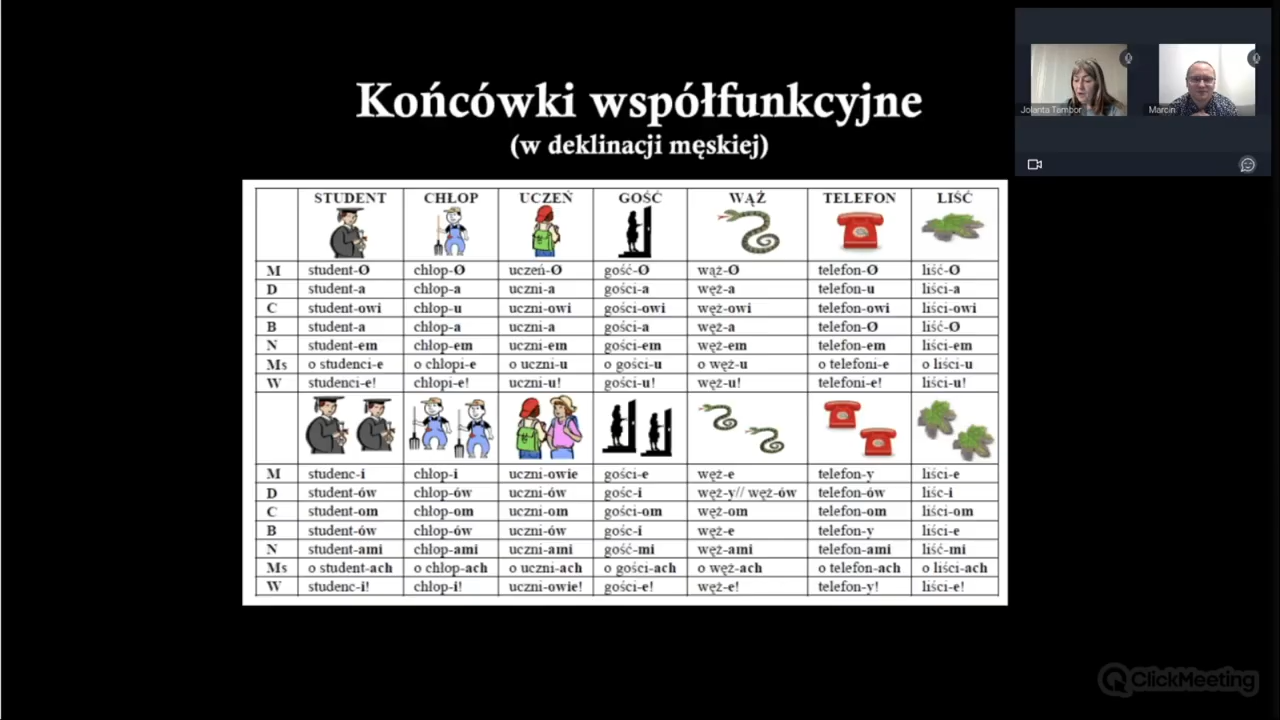 Końcówki współfunkcyjne
(w deklinacji męskiej)
Jolanta Tambor
Marcin
STUDENT CHŁOP UCZEŃ GOŚĆ WĄŻ TELEFON LIŚĆ
M student-Ø chłop-Ø uczeń-Ø gość-Ø wąż-Ø telefon-Ø liść-Ø
D student-a chłop-a uczni-a gości-a węż-a telefon-u liści-a
C student-owi chłop-u uczni-owi gości-owi węż-owi telefon-owi liści-owi
B student-a chłop-a uczni-a gości-a węż-a telefon-Ø liść-Ø
N student-em chłop-em uczni-em gości-em węż-em telefon-em liści-em
Ms o studenci-e o chłopi-e o uczni-u o gości-u o węż-u o telefoni-e o liści-u
W studenci-e! chłopi-e! uczni-u! gości-u! węż-u! telefoni-e! liści-u!
M studenc-i chłop-i uczni-owie gości-e węż-e telefon-y liści-e
D student-ów chłop-ów uczni-ów gośc-i węż-y// węż-ów telefon-ów liśc-i
C student-om chłop-om uczni-om gości-om węż-om telefon-om liści-om
B student-ów chłop-ów uczni-ów gośc-i węż-e telefon-y liści-e
N student-ami chłop-ami uczni-ami gość-mi węż-ami telefon-ami liść-mi
Ms o student-ach o chłop-ach o uczni-ach o gości-ach o węż-ach o telefon-ach o liści-ach
W studenc-i! chłop-i! uczni-owie! gości-e! węż-e! telefon-y! liści-e!
ClickMeeting